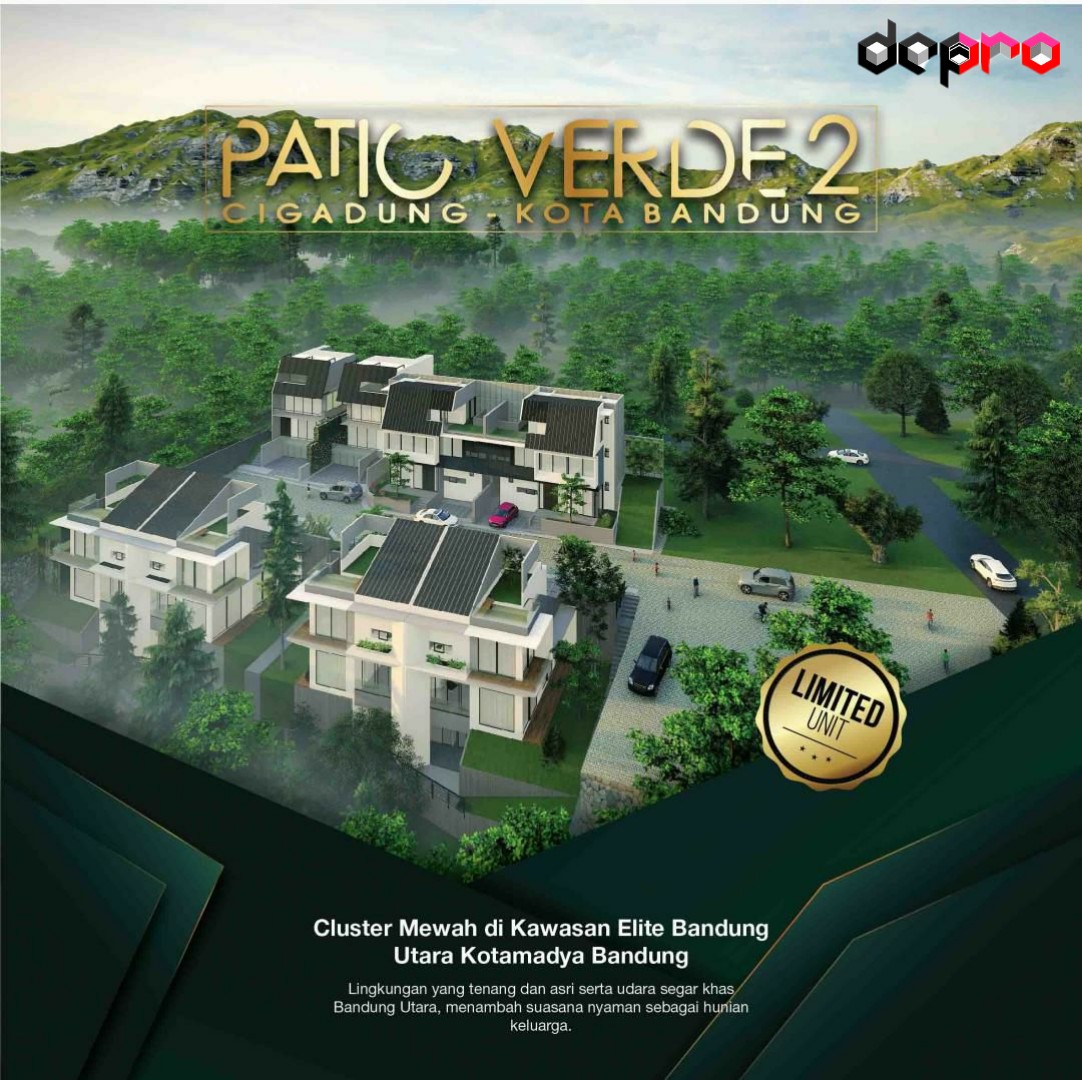 depro
PATIO VERDE 2
CIGADUNG - KOTA BANDUNG
LIMITED
UNIT
Cluster Mewah di Kawasan Elite Bandung
Utara Kotamadya Bandung
Lingkungan yang tenang dan asri serta udara segar khas
Bandung Utara, menambah suasana nyaman sebagai hunian
keluarga.